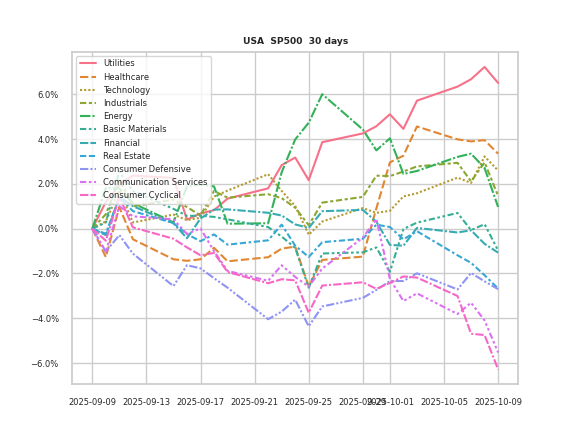 USA  SP500  30 days
Utilities
Healthcare
Technology
Industrials
Energy
Basic Materials
Financial
Real Estate
Consumer Defensive
Communication Services
Consumer Cyclical
6.0%
4.0%
2.0%
0.0%
−2.0%
−4.0%
−6.0%
2025-09-09 2025-09-13 2025-09-17 2025-09-21 2025-09-25 2025-09-29 2025-10-01 2025-10-05 2025-10-09